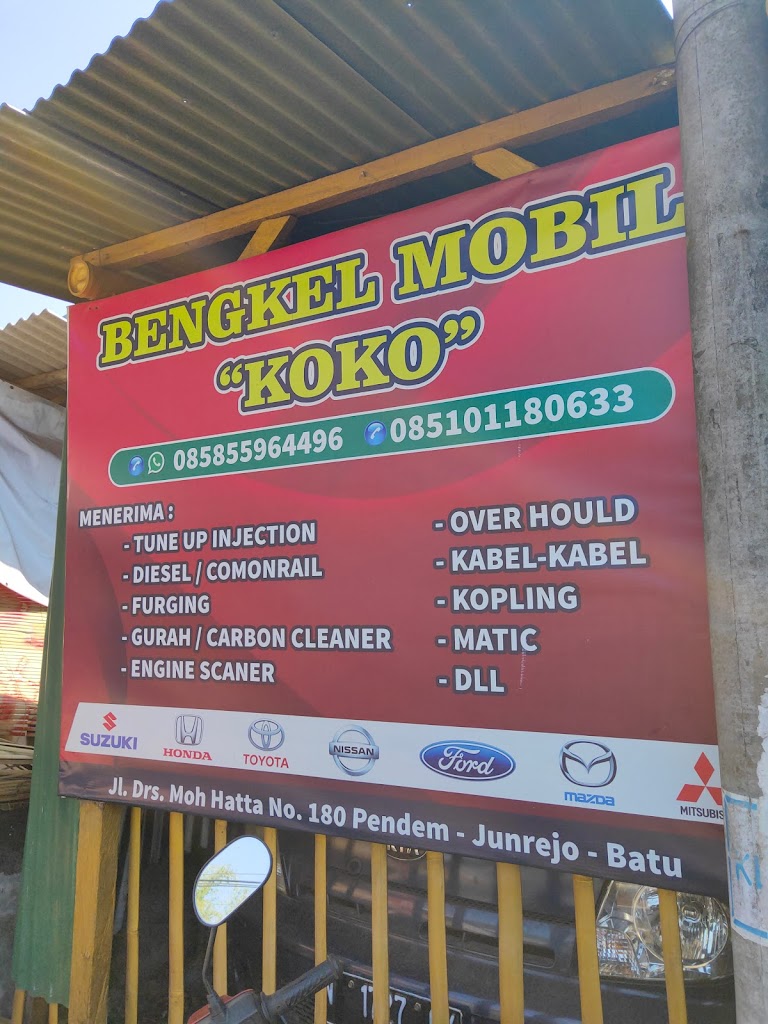 BENGKEL MOBIL
"KOKO"
085855964496 085101180633
MENERIMA :
- TUNE UP INJECTION
- DIESEL / COMONRAIL
- FURGING
- GURAH / CARBON CLEANER
- ENGINE SCANER
- OVER HOULD
- KABEL-KABEL
- KOPLING
- MATIC
- DLL
SUZUKI
HONDA
TOYOTA
NISSAN
Ford
mazda
MITSUBIS
Jl. Drs. Moh Hatta No. 180 Pendem - Junrejo - Batu